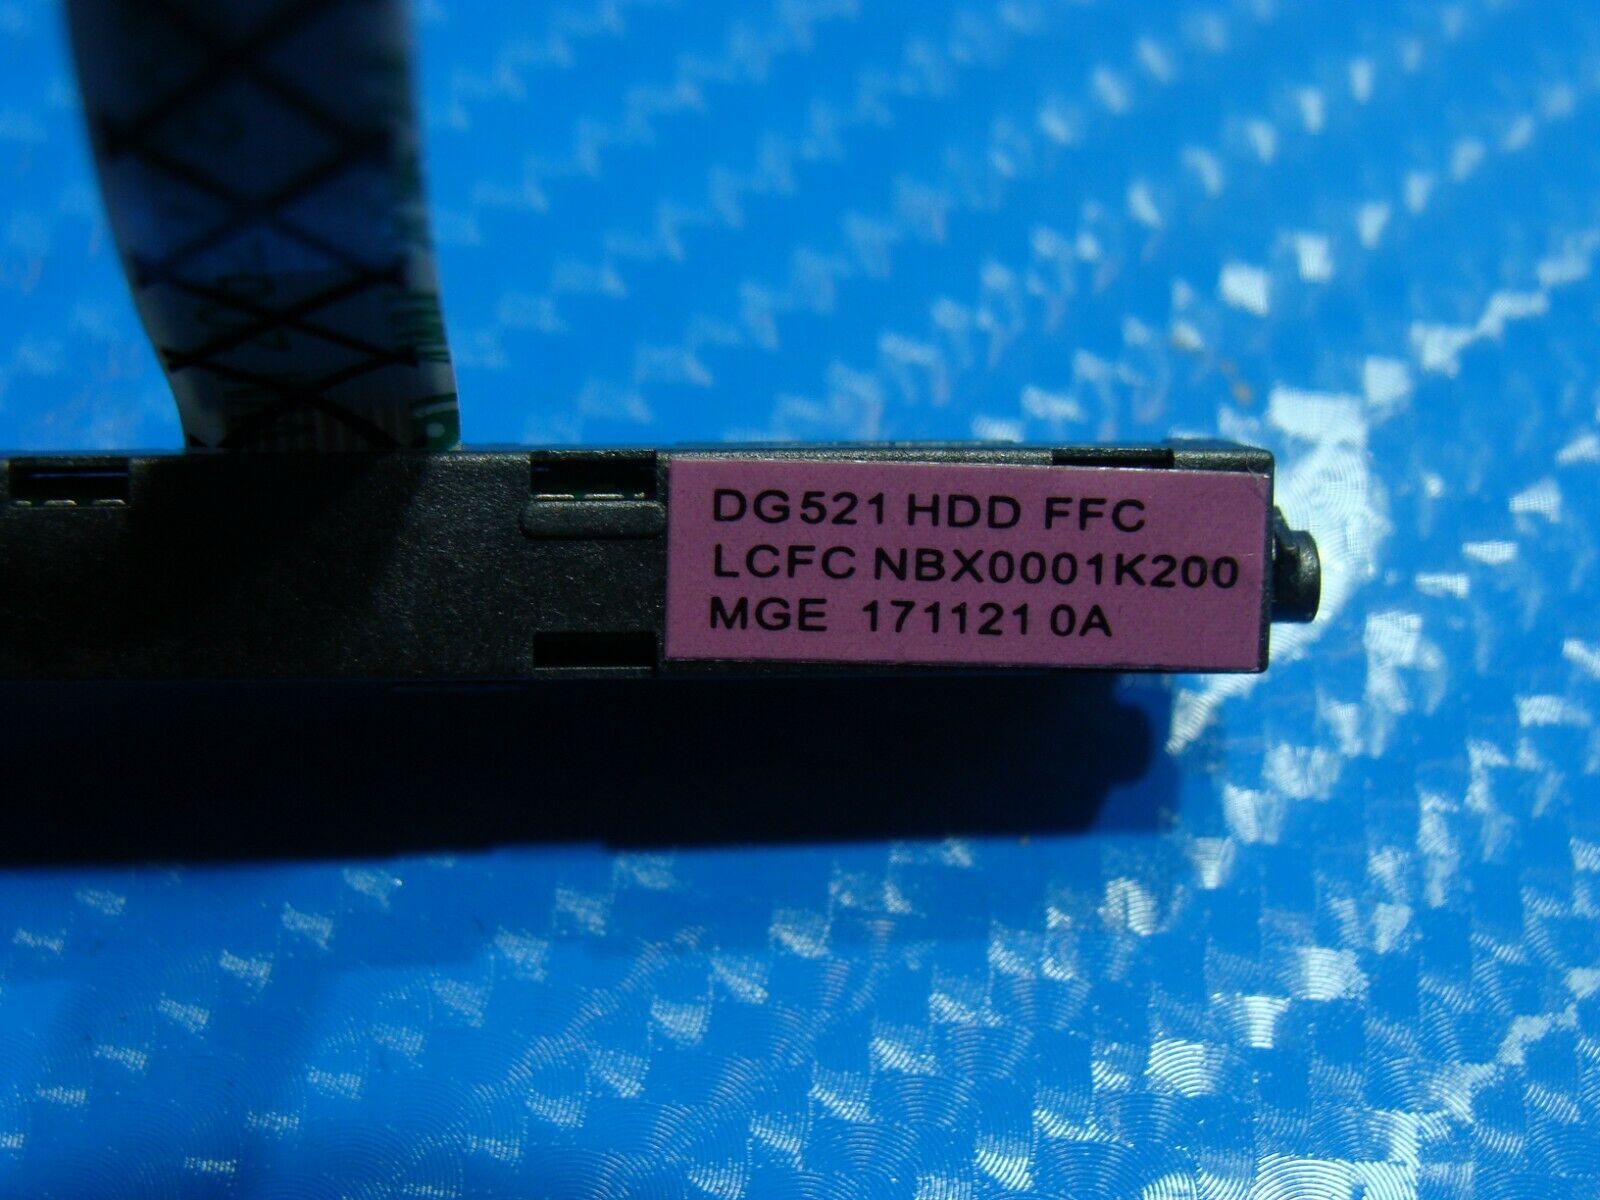 DG521 HDD FFC
LCFC NBX0001K200
MGE 171121 0A